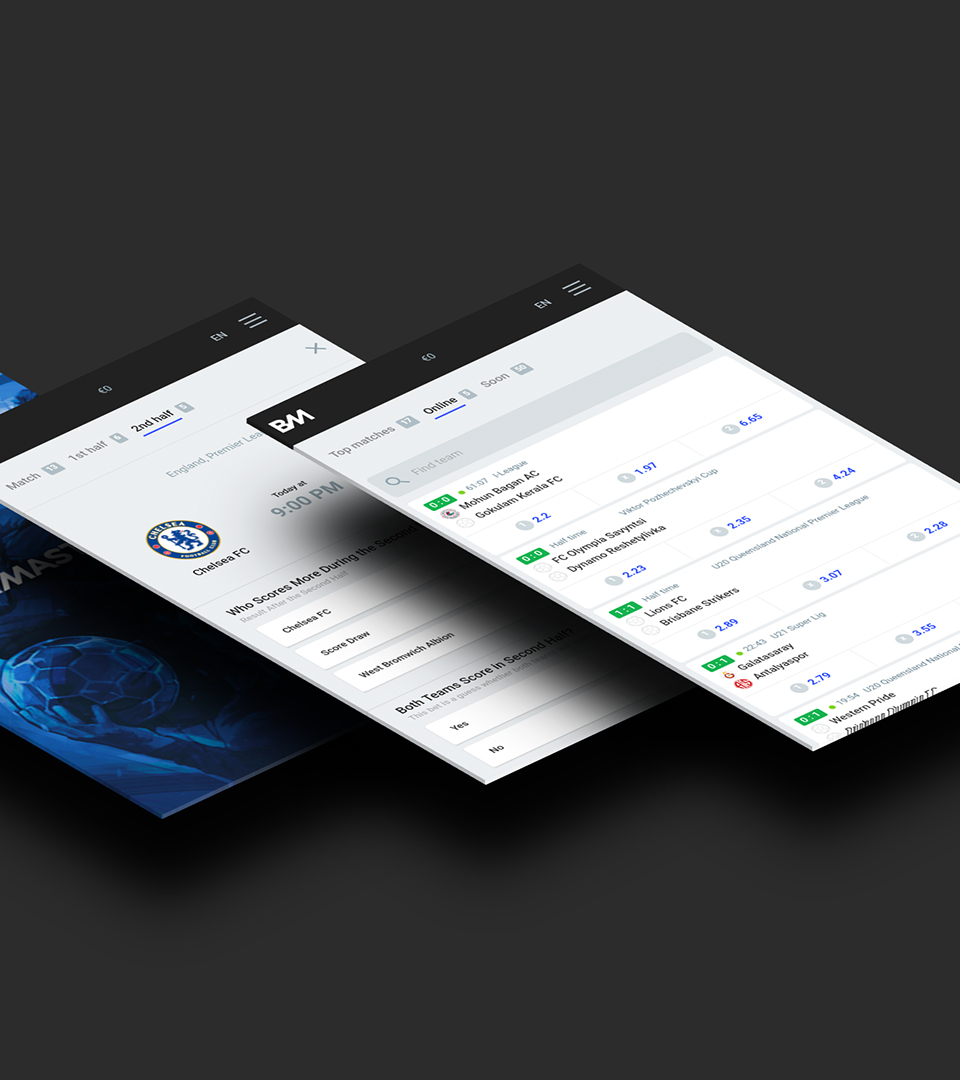 MAST
€0
EN
Match 13
1st half
2nd half
England, Premier Lea
Today at
9:00 PM
CHELSEA
FOOTBALL CLUB
Chelsea FC
Who Scores More During the Second
Result After the Second Half
Chelsea FC
Score Draw
West Bromwich Albion
Both Teams Score in Second Half?
This bet is a guess whether both tea
Yes
No
BM
€0
EN
Top matches 17
Online
Soon 50
Find team
0:0 61:07 I-League
Mohun Bagan AC
Gokulam Kerala FC
1 2.2
X 1.97
2 6.65
0:0 Half time Viktor Pozhechevskyi Cup
FC Olympia Savyntsi
Dynamo Reshetylivka
1 2.23
X 2.35
2 4.24
1:1 Half time U20 Queensland National Premier League
Lions FC
Brisbane Strikers
1 2.89
X 3.07
2 2.28
0:1 22:43 U21 Super Lig
Galatasaray
Antalyaspor
1 2.79
X 3.55
0:1 19:54 U20 Queensland National
Western Pride
Brisbane Olympic FC